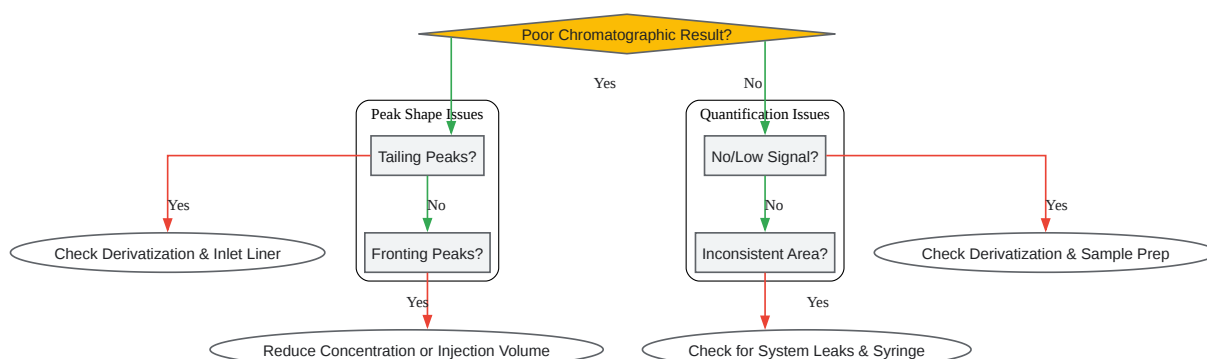 Poor Chromatographic Result?
Yes
No
Peak Shape Issues
Quantification Issues
Tailing Peaks?
No/Low Signal?
Yes
No
No
Yes
Check Derivatization & Inlet Liner
Fronting Peaks?
Inconsistent Area?
Check Derivatization & Sample Prep
Yes
Yes
Reduce Concentration or Injection Volume
Check for System Leaks & Syringe